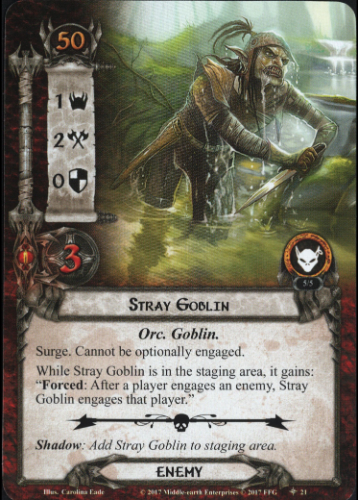 50
1
2
0
3
5/5
STRAY GOBLIN
Orc. Goblin.
Surge. Cannot be optionally engaged.
While Stray Goblin is in the staging area, it gains:
"Forced: After a player engages an enemy, Stray
Goblin engages that player."
Shadow: Add Stray Goblin to staging area.
ENEMY
Illus. Carolina Eade © 2017 Middle-earth Enterprises 2017 FFG 21